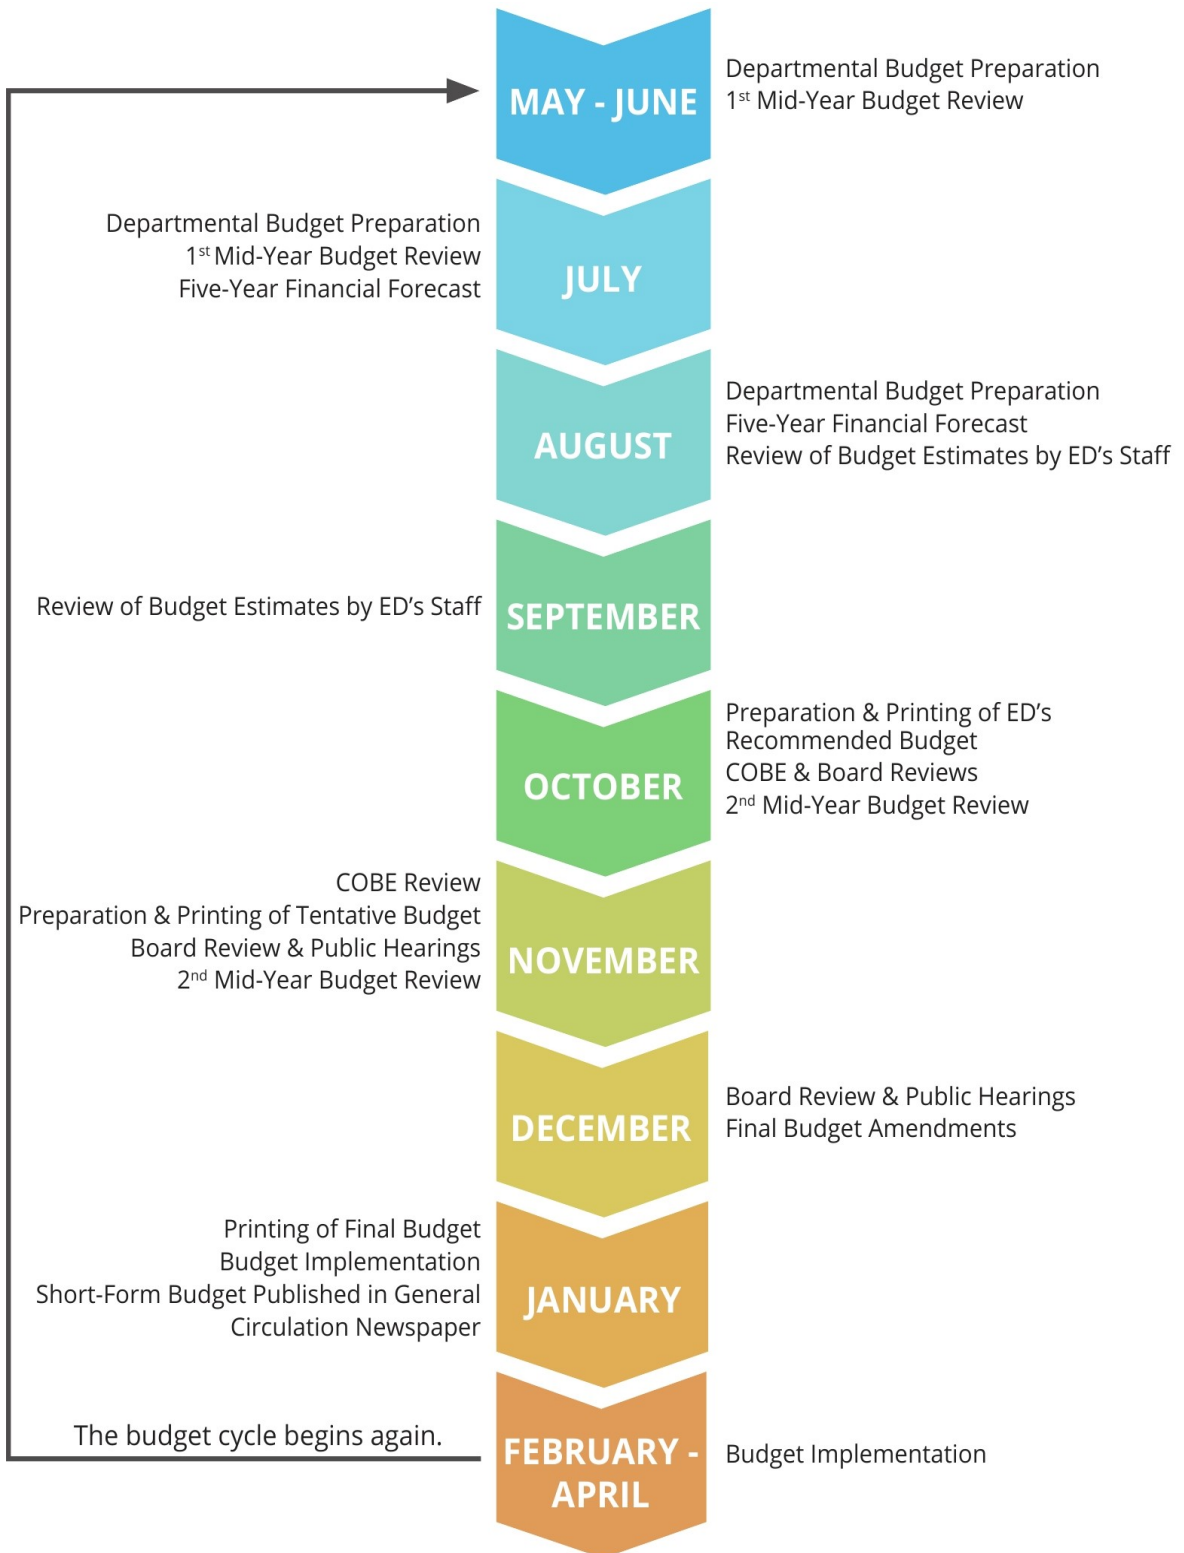 MAY - JUNE
Departmental Budget Preparation
1st Mid-Year Budget Review
Departmental Budget Preparation
1st Mid-Year Budget Review
Five-Year Financial Forecast
JULY
AUGUST
Departmental Budget Preparation
Five-Year Financial Forecast
Review of Budget Estimates by ED’s Staff
Review of Budget Estimates by ED’s Staff
SEPTEMBER
OCTOBER
Preparation & Printing of ED’s
Recommended Budget
COBE & Board Reviews
2nd Mid-Year Budget Review
COBE Review
Preparation & Printing of Tentative Budget
Board Review & Public Hearings
2nd Mid-Year Budget Review
NOVEMBER
DECEMBER
Board Review & Public Hearings
Final Budget Amendments
Printing of Final Budget
Budget Implementation
Short-Form Budget Published in General
Circulation Newspaper
JANUARY
The budget cycle begins again.
FEBRUARY -
APRIL
Budget Implementation